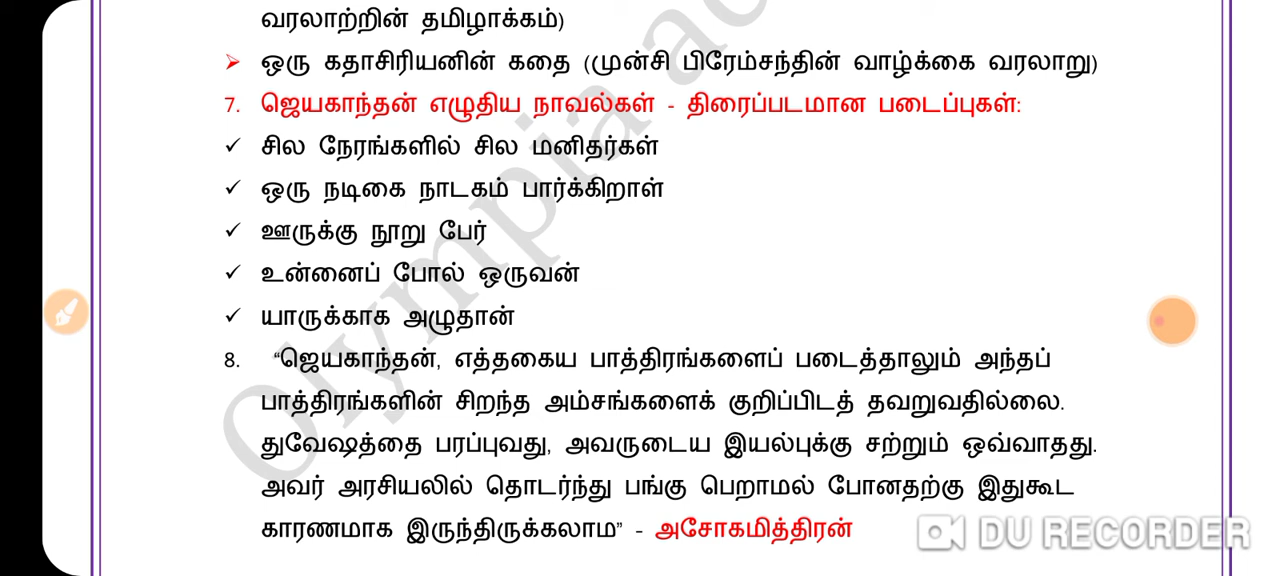 வரலாற்றின் தமிழாக்கம்)
➤ ஒரு கதாசிரியனின் கதை (முன்சி பிரேம்சந்தின் வாழ்க்கை வரலாறு)
7. ஜெயகாந்தன் எழுதிய நாவல்கள் - திரைப்படமான படைப்புகள்:
✓ சில நேரங்களில் சில மனிதர்கள்
✓ ஒரு நடிகை நாடகம் பார்க்கிறாள்
✓ ஊருக்கு நூறு பேர்
✓ உன்னைப் போல் ஒருவன்
✓ யாருக்காக அழுதான்
8. “ஜெயகாந்தன், எத்தகைய பாத்திரங்களைப் படைத்தாலும் அந்தப்
பாத்திரங்களின் சிறந்த அம்சங்களைக் குறிப்பிடத் தவறுவதில்லை.
துவேஷத்தை பரப்புவது, அவருடைய இயல்புக்கு சற்றும் ஒவ்வாதது.
அவர் அரசியலில் தொடர்ந்து பங்கு பெறாமல் போனதற்கு இதுகூட
காரணமாக இருந்திருக்கலாம” - அசோகமித்திரன்
DU RECORDER
Olympia